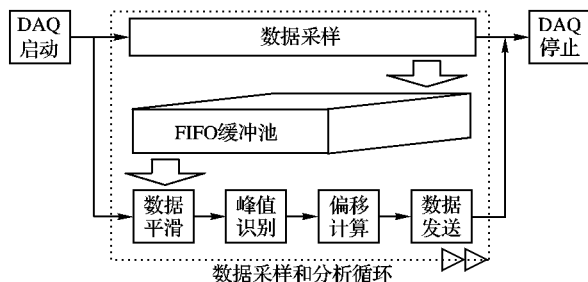 DAQ
启动
数据采样
DAQ
停止
FIFO缓冲池
数据
平滑
峰值
识别
偏移
计算
数据
发送
数据采样和分析循环